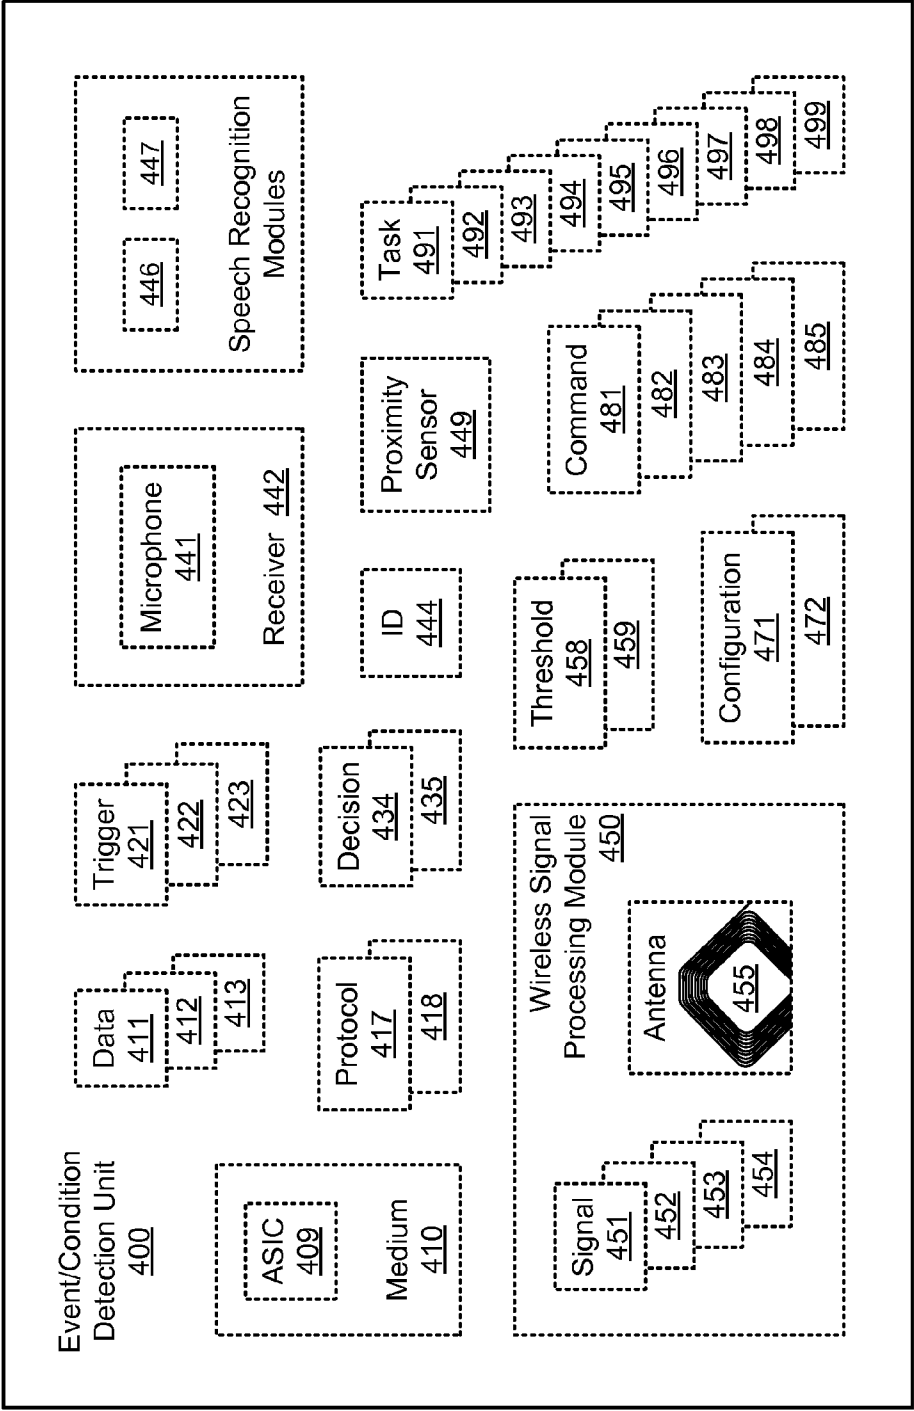 Event/Condition
Detection Unit
400
Data
411
412
413
Trigger
421
422
423
Microphone
441
Receiver 442
446
447
Speech Recognition
Modules
ASIC
409
Medium
410
Protocol
417
418
Decision
434
435
ID
444
Proximity
Sensor
449
Task
491
492
493
494
495
496
497
498
499
Wireless Signal
Processing Module
450
Signal
451
452
453
454
Antenna
455
Threshold
458
459
Configuration
471
472
Command
481
482
483
484
485